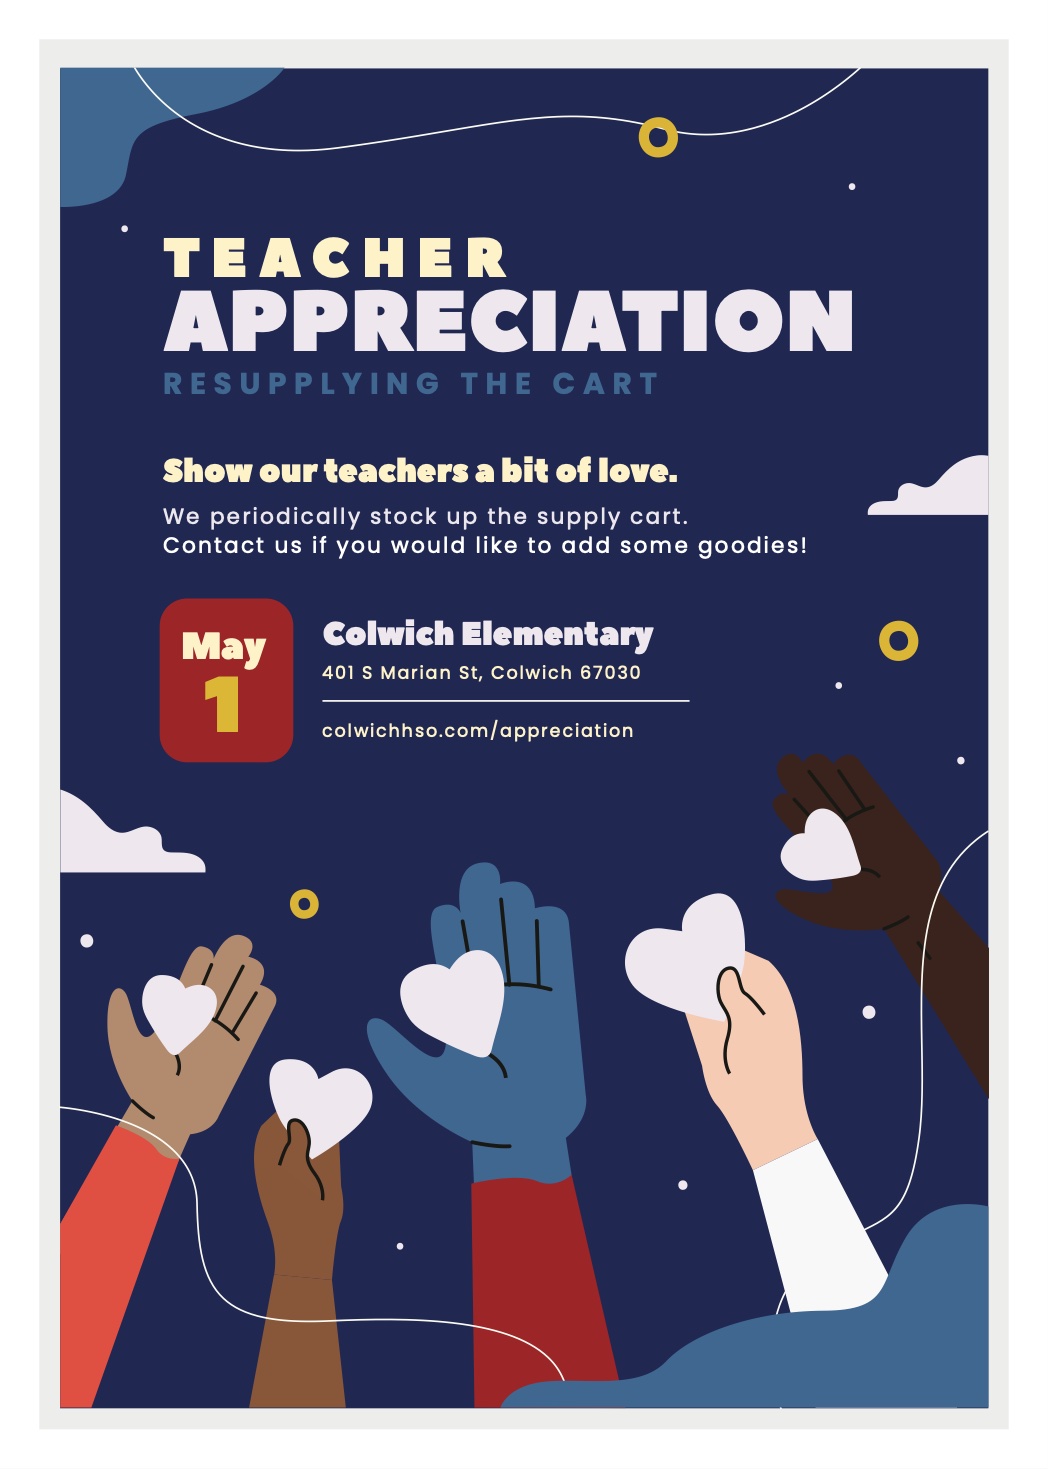 TEACHER
APPRECIATION
RESUPPLYING THE CART
Show our teachers a bit of love.
We periodically stock up the supply cart.
Contact us if you would like to add some goodies!
May
1
Colwich Elementary
401 S Marian St, Colwich 67030
colwichhso.com/appreciation